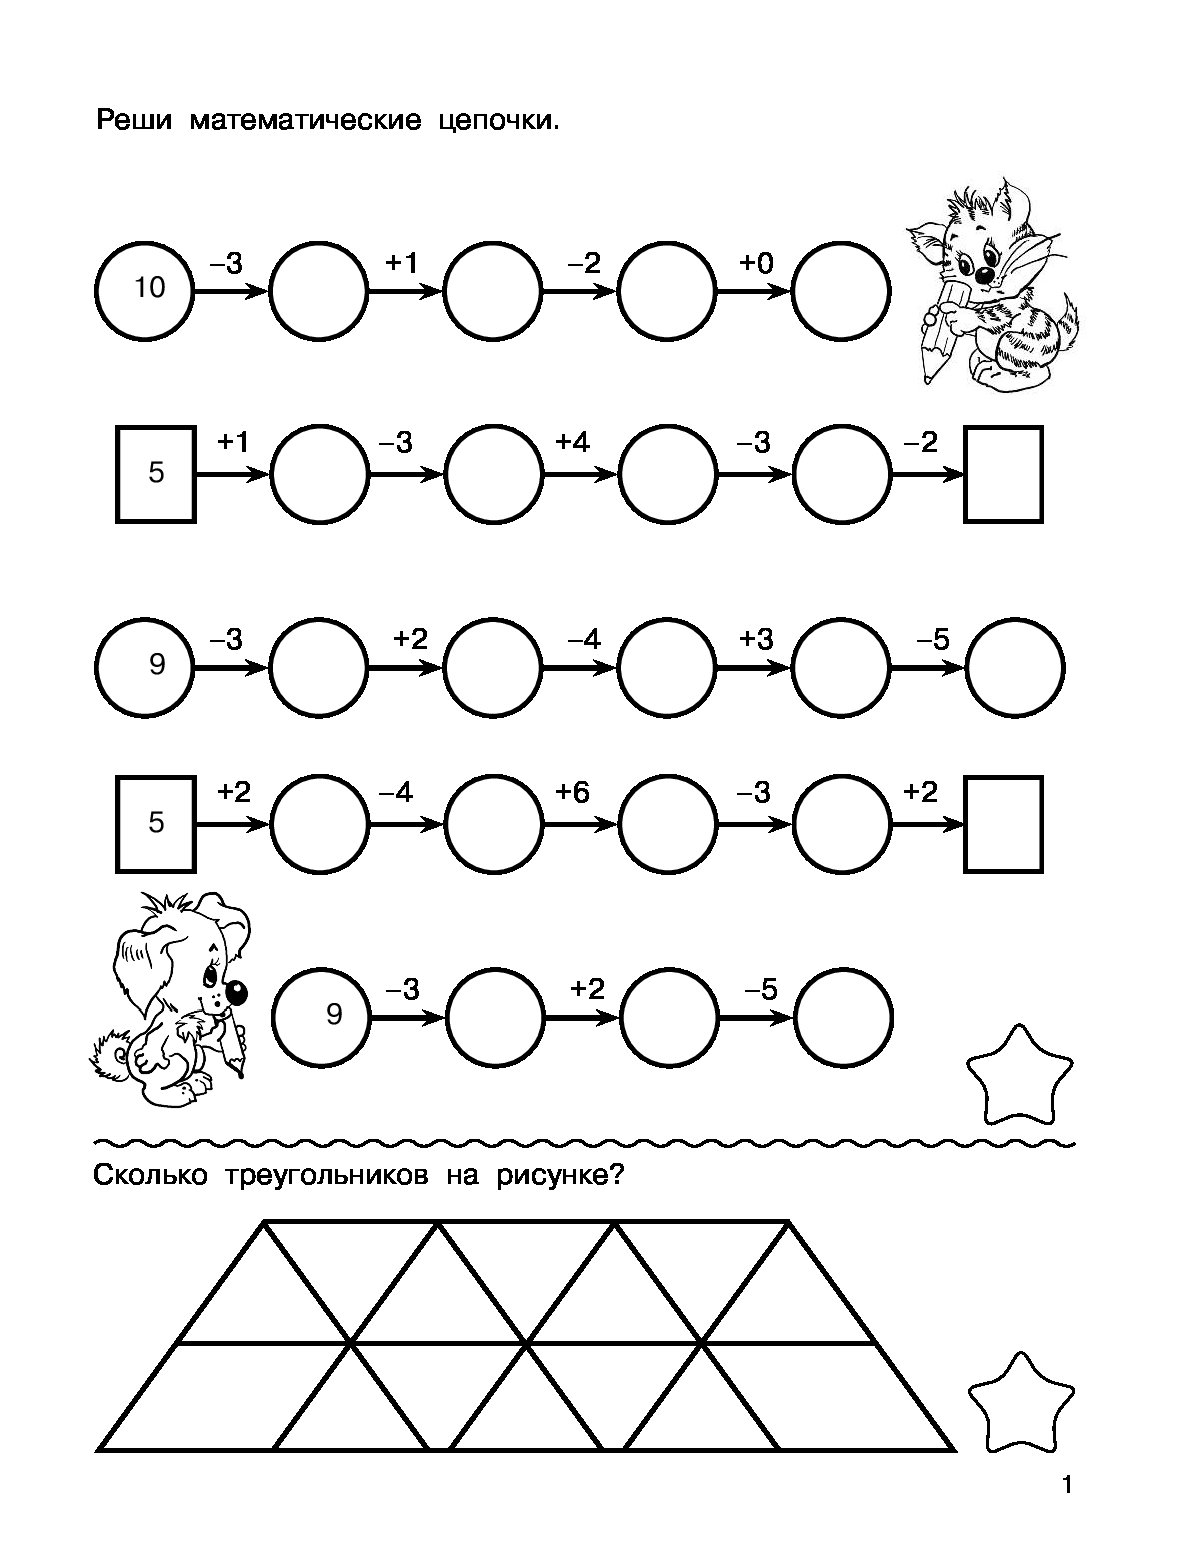 Реши математические цепочки.
10 –3 +1 –2 +0
5 +1 –3 +4 –3 –2
9 –3 +2 –4 +3 –5
5 +2 –4 +6 –3 +2
9 –3 +2 –5
Сколько треугольников на рисунке?
1